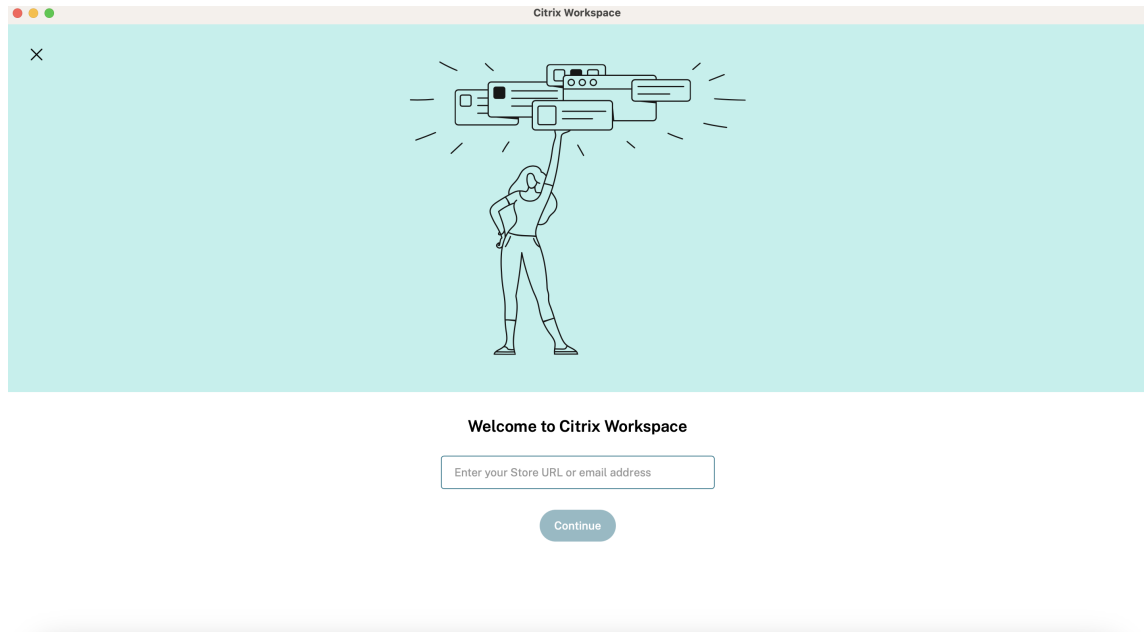 Citrix Workspace
Welcome to Citrix Workspace
Enter your Store URL or email address
Continue